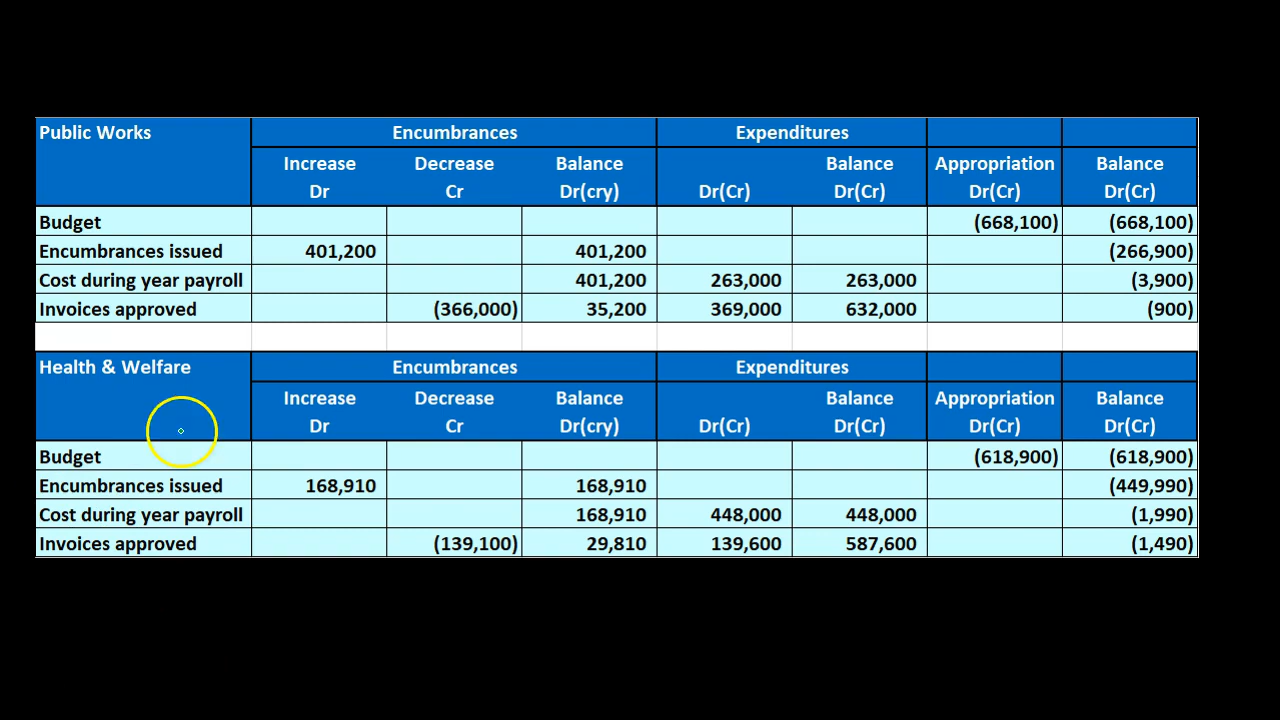 Public Works Encumbrances Expenditures
Increase Decrease Balance Balance Appropriation Balance
Dr Cr Dr(cry) Dr(Cr) Dr(Cr) Dr(Cr) Dr(Cr)
Budget (668,100) (668,100)
Encumbrances issued 401,200 401,200 (266,900)
Cost during year payroll 401,200 263,000 263,000 (3,900)
Invoices approved (366,000) 35,200 369,000 632,000 (900)
Health & Welfare Encumbrances Expenditures
Increase Decrease Balance Balance Appropriation Balance
Dr Cr Dr(cry) Dr(Cr) Dr(Cr) Dr(Cr) Dr(Cr)
Budget (618,900) (618,900)
Encumbrances issued 168,910 168,910 (449,990)
Cost during year payroll 168,910 448,000 448,000 (1,990)
Invoices approved (139,100) 29,810 139,600 587,600 (1,490)